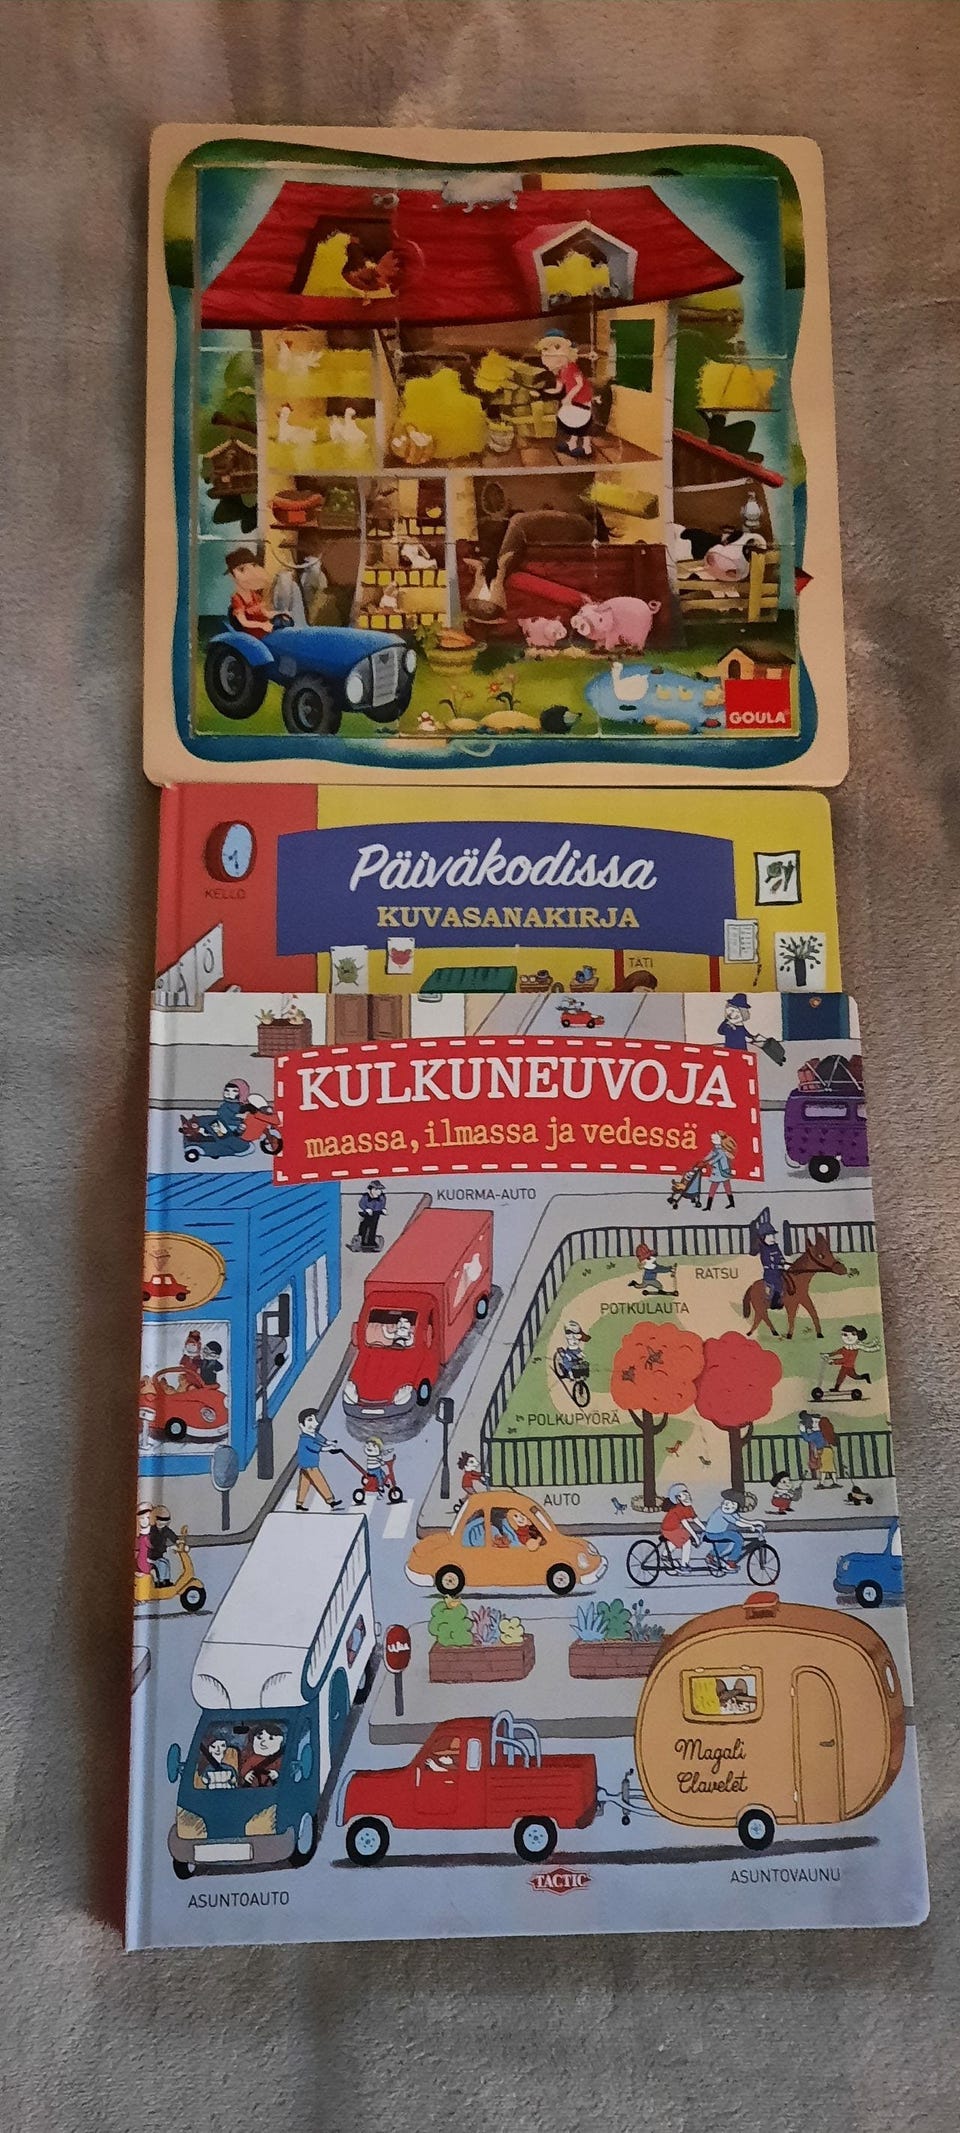 GOULA
Päiväkodissa
KUVASANAKIRJA
KELLO
TÄTI
KULKUNEUVOJA
maassa, ilmassa ja vedessä
KUORMA-AUTO
RATSU
POTKULAUTA
POLKUPYÖRÄ
AUTO
Magali
Clavelet
TACTIC
ASUNTOAUTO
ASUNTOVAUNU